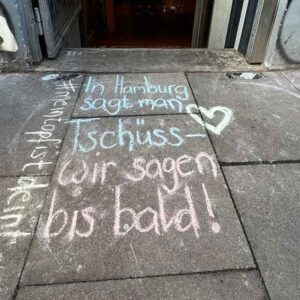 In Hamburg
sagt man
Tschüss –
wir sagen
bis bald!